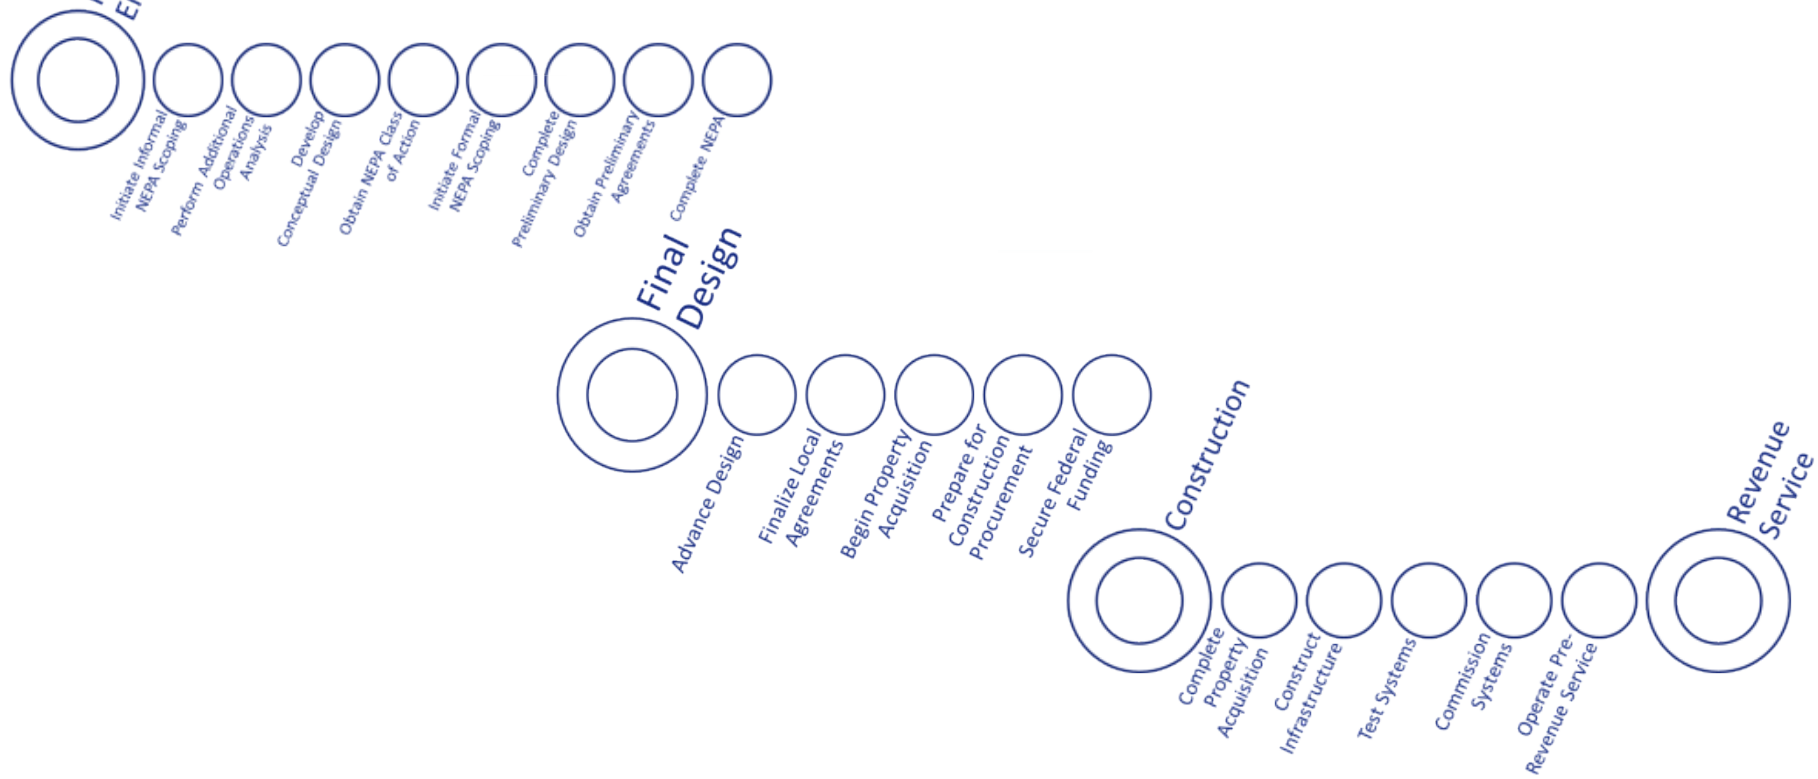 Initiate Informal
NEPA Scoping
Perform Additional
Operations
Analysis
Develop
Conceptual Design
Obtain NEPA Class
of Action
Initiate Formal
NEPA Scoping
Complete
Preliminary Design
Obtain Preliminary
Agreements
Complete NEPA
Final
Design
Advance Design
Finalize Local
Agreements
Begin Property
Acquisition
Prepare for
Construction
Procurement
Secure Federal
Funding
Construction
Complete
Property
Acquisition
Construct
Infrastructure
Test Systems
Commission
Systems
Operate Pre-
Revenue Service
Revenue
Service